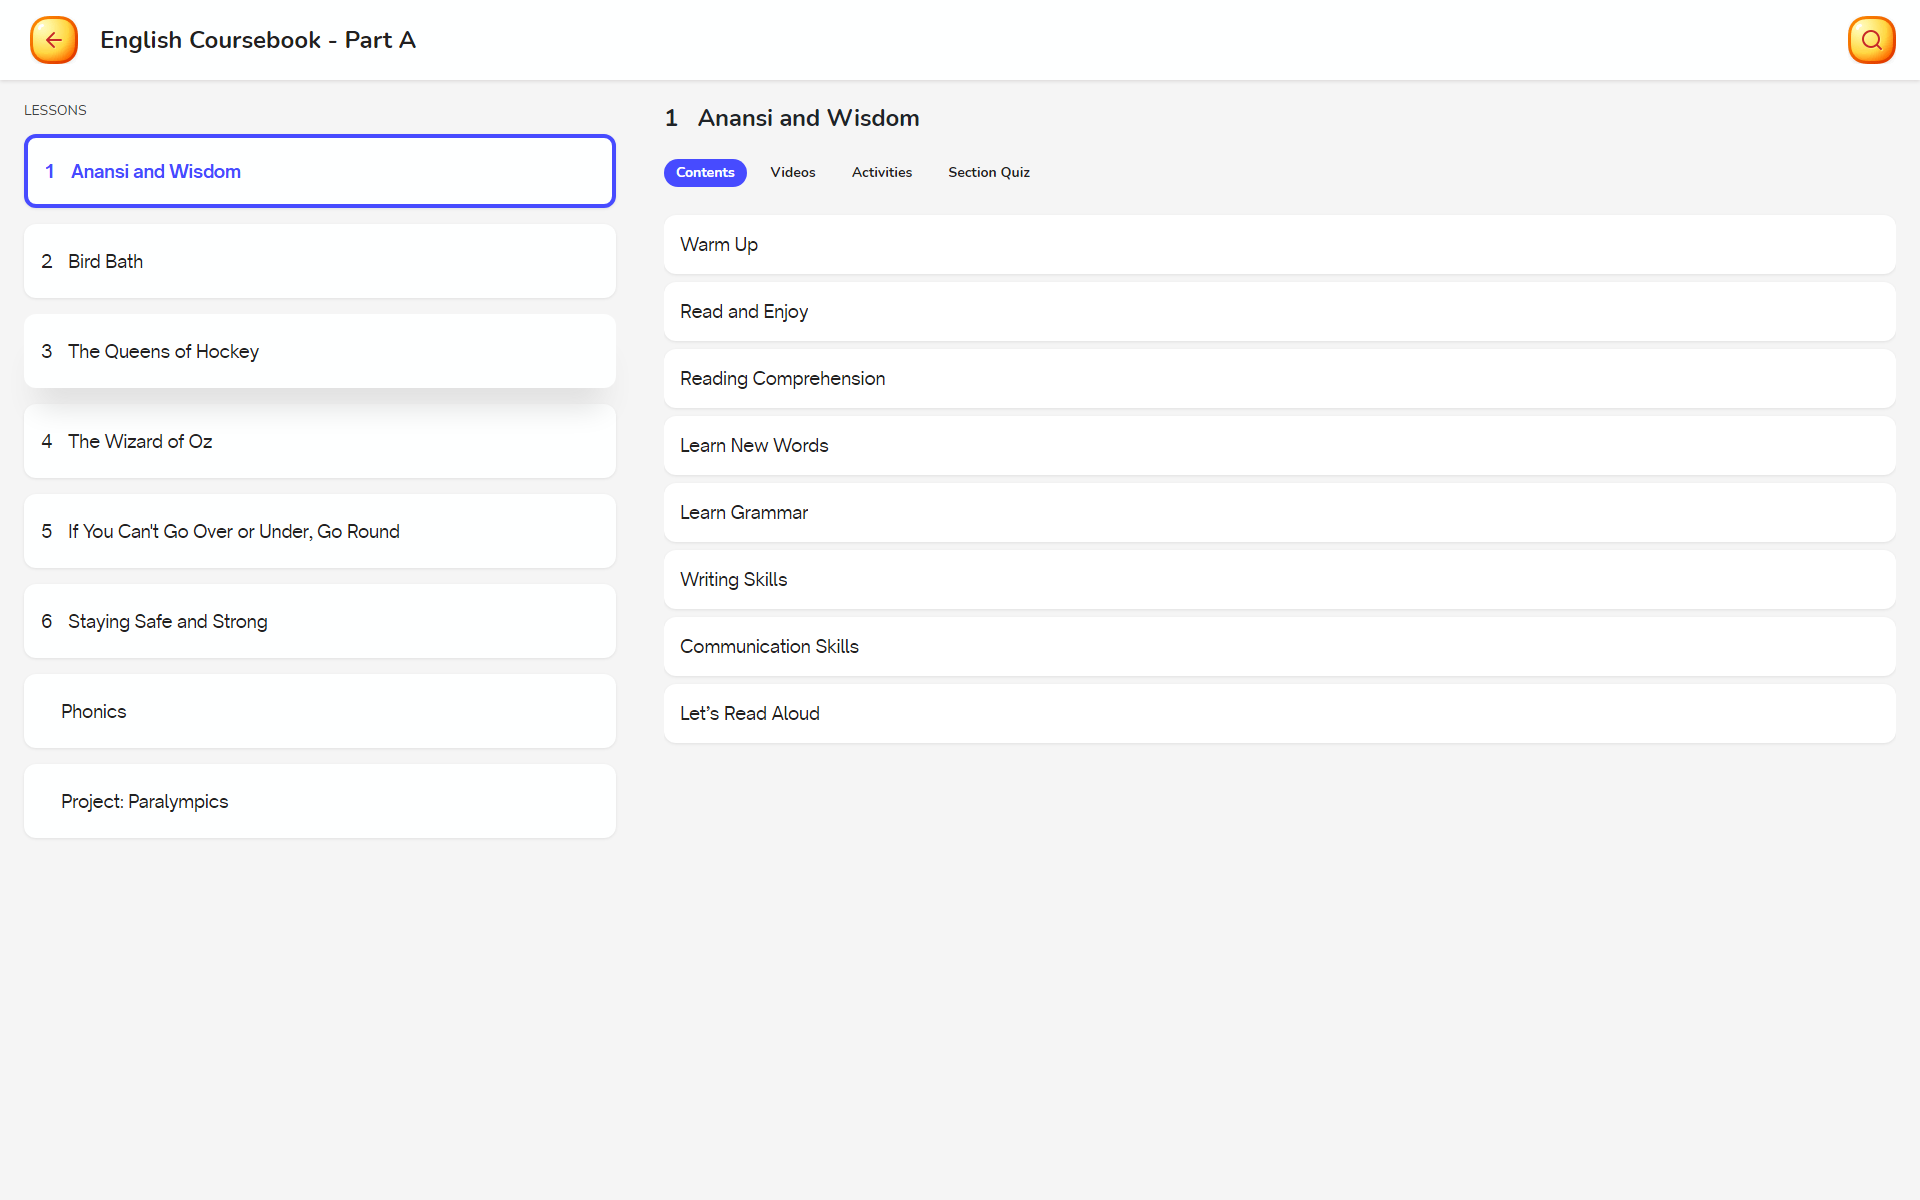 English Coursebook - Part A
LESSONS
1 Anansi and Wisdom
2 Bird Bath
3 The Queens of Hockey
4 The Wizard of Oz
5 If You Can't Go Over or Under, Go Round
6 Staying Safe and Strong
Phonics
Project: Paralympics
1 Anansi and Wisdom
Contents Videos Activities Section Quiz
Warm Up
Read and Enjoy
Reading Comprehension
Learn New Words
Learn Grammar
Writing Skills
Communication Skills
Let’s Read Aloud